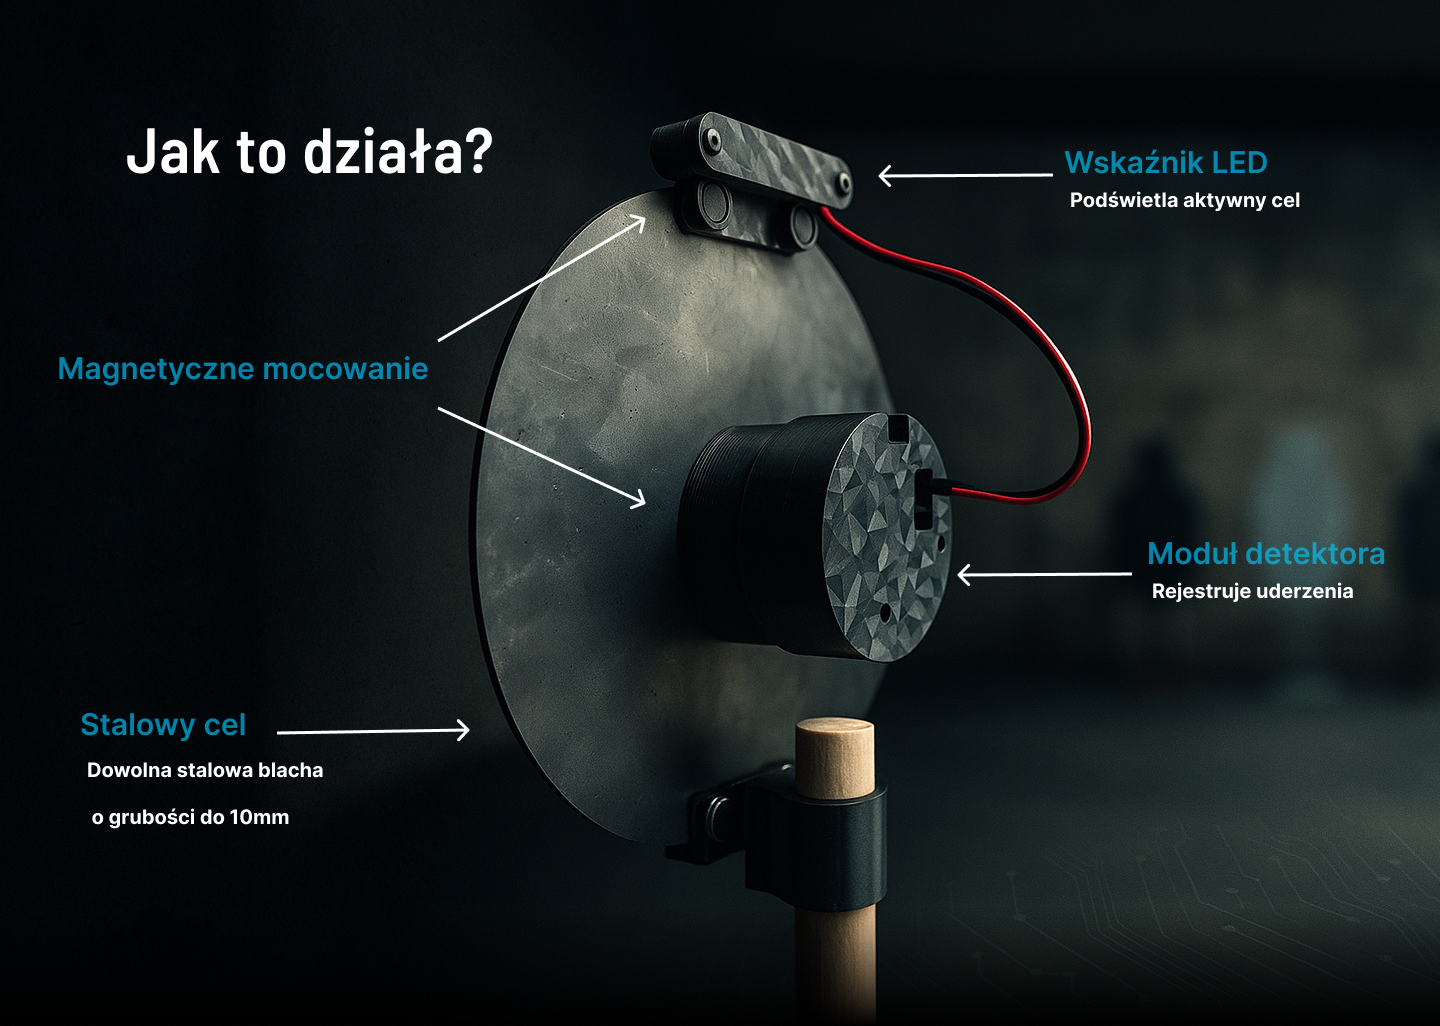 Jak to działa?
Wskaźnik LED
Podświetla aktywny cel
Magnetyczne mocowanie
Moduł detektora
Rejestruje uderzenia
Stalowy cel
Dowolna stalowa blacha
o grubości do 10mm